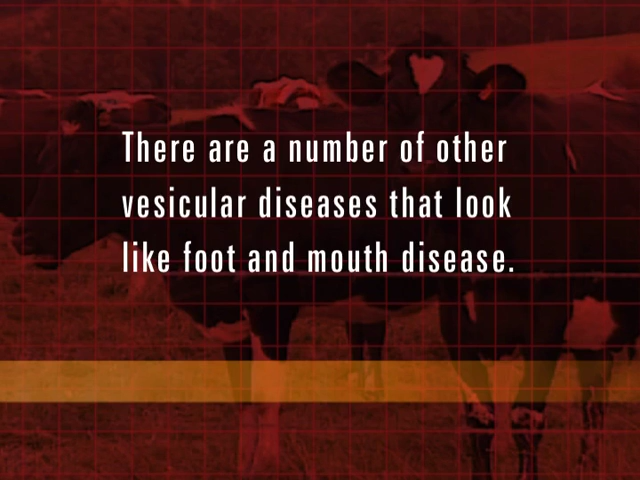 There are a number of other
vesicular diseases that look
like foot and mouth disease.